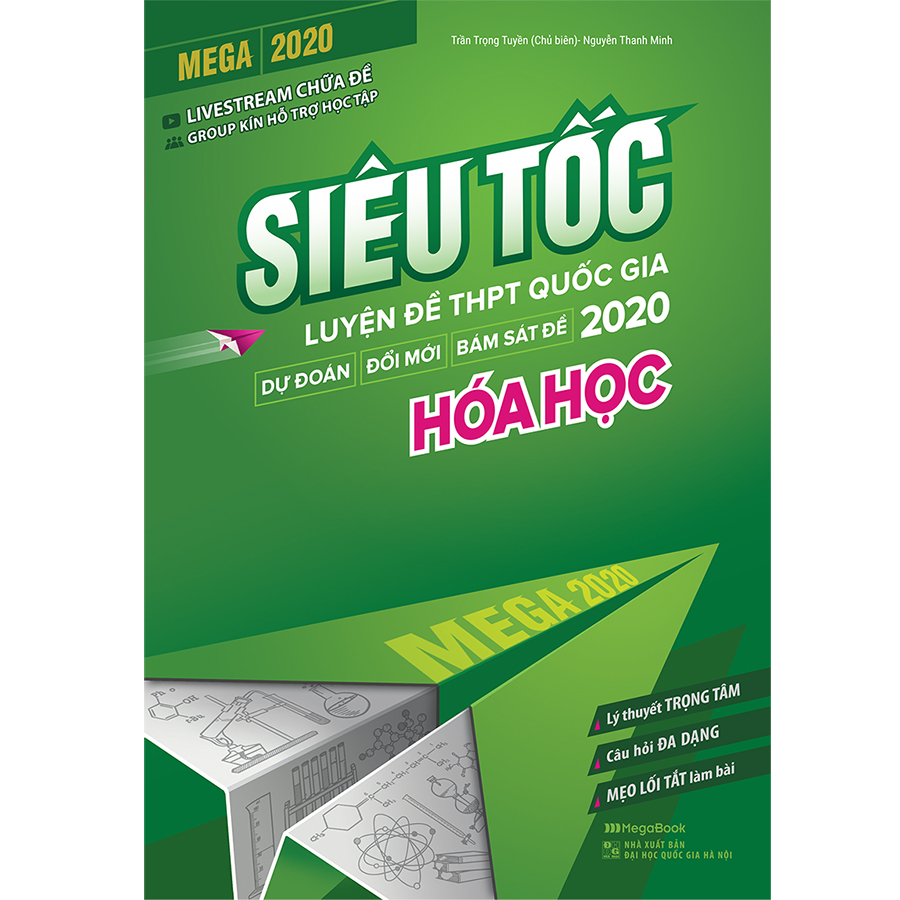 Trần Trọng Tuyền (Chủ biên)- Nguyễn Thanh Minh
MEGA 2020
LIVESTREAM CHỮA ĐỀ
GROUP KÍN HỖ TRỢ HỌC TẬP
SIÊU TỐC
LUYỆN ĐỀ THPT QUỐC GIA
DỰ ĐOÁN ĐỔI MỚI BÁM SÁT ĐỀ 2020
HÓA HỌC
MEGA 2020
Lý thuyết TRỌNG TÂM
Câu hỏi ĐA DẠNG
MẸO LỐI TẮT làm bài
MegaBook
NHÀ XUẤT BẢN
ĐẠI HỌC QUỐC GIA HÀ NỘI